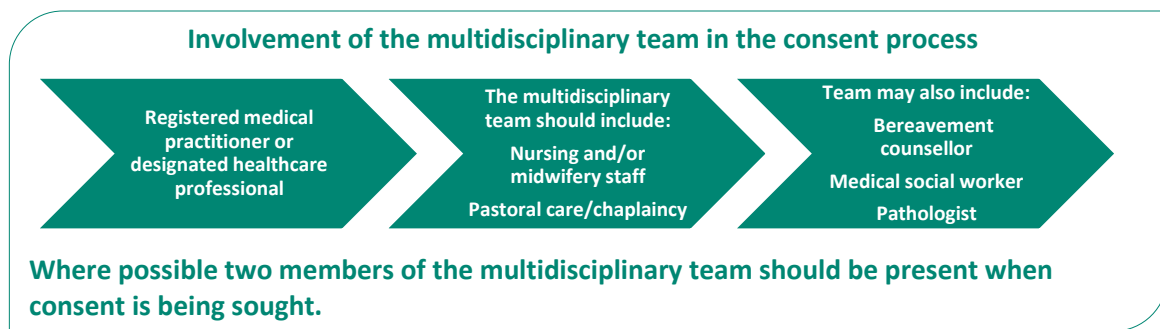 Involvement of the multidisciplinary team in the consent process
Registered medical
practitioner or
designated healthcare
professional
The multidisciplinary
team should include:
Nursing and/or
midwifery staff
Pastoral care/chaplaincy
Team may also include:
Bereavement
counsellor
Medical social worker
Pathologist
Where possible two members of the multidisciplinary team should be present when
consent is being sought.